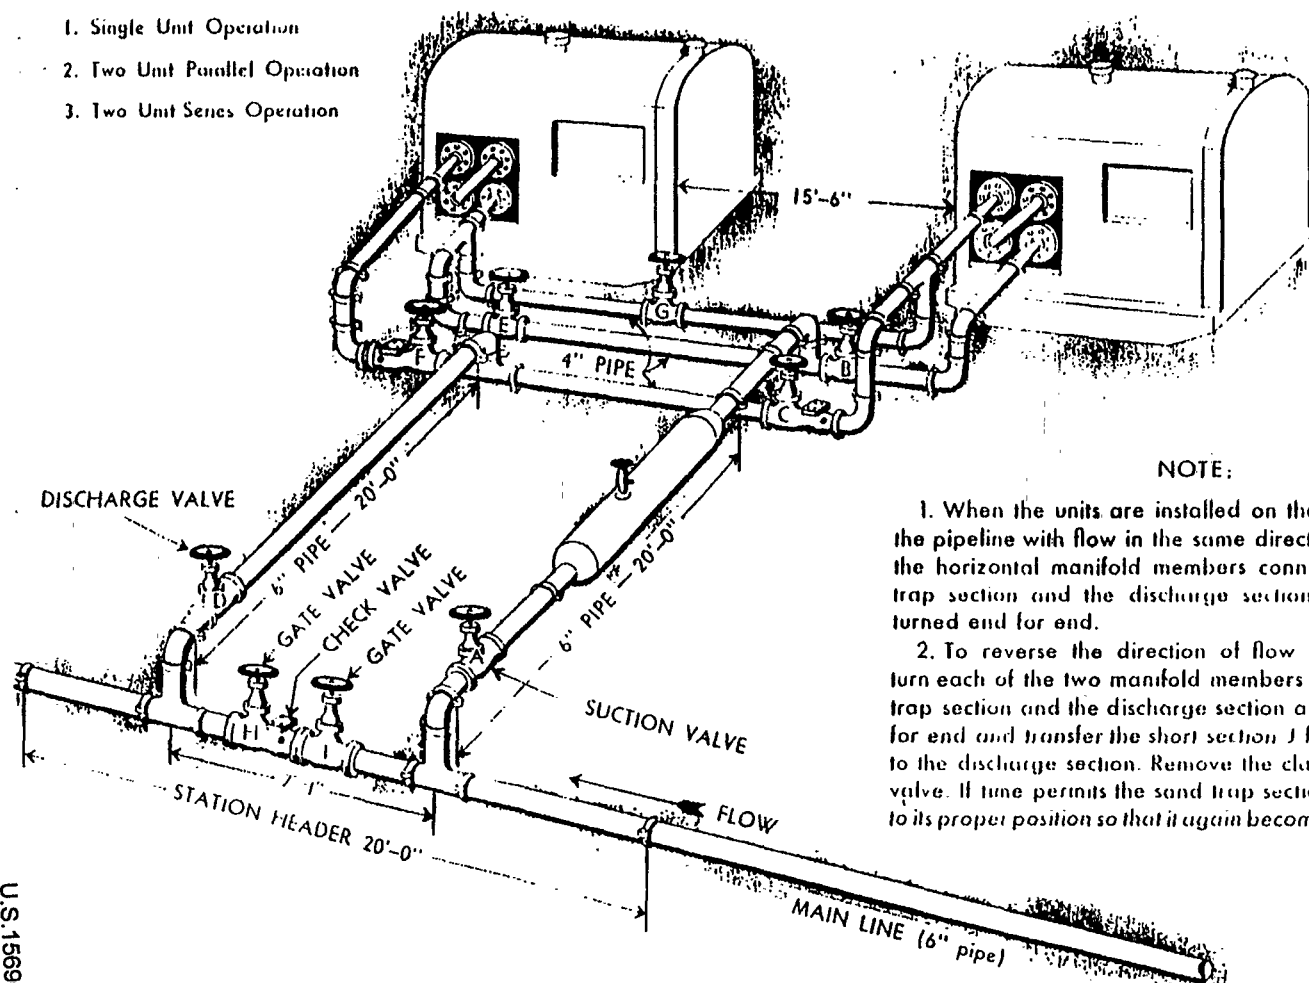 1. Single Unit Operation
2. Two Unit Parallel Operation
3. Two Unit Series Operation
15'-6"
G
E
F
B
C
4" PIPE
DISCHARGE VALVE
D
6" PIPE — 20'-0"
GATE VALVE
CHECK VALVE
GATE VALVE
6" PIPE — 20'-0"
A
SUCTION VALVE
H
I
7'-1"
STATION HEADER 20'-0"
FLOW
MAIN LINE (6" pipe)
NOTE:
1. When the units are installed on the
the pipeline with flow in the same direct
the horizontal manifold members conn
trap section and the discharge section
turned end for end.
2. To reverse the direction of flow
turn each of the two manifold members
trap section and the discharge section a
for end and transfer the short section J
to the discharge section. Remove the cla
valve. If time permits the sand trap secti
to its proper position so that it again becom
U.S.1569